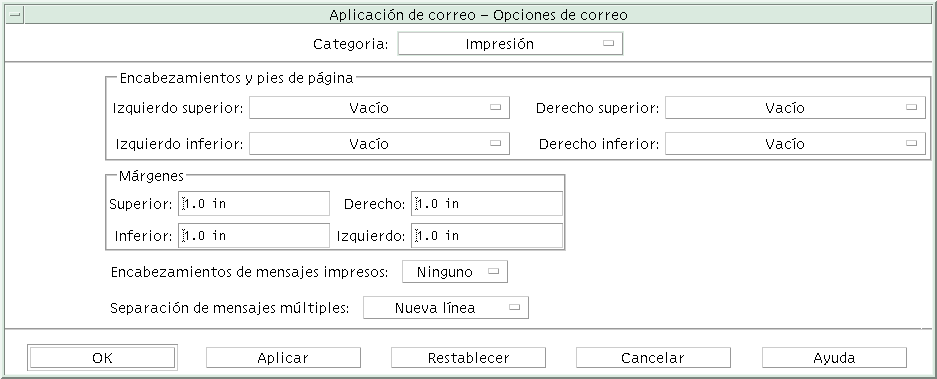 Aplicación de correo – Opciones de correo
Categoria: Impresión
Encabezamientos y pies de página
Izquierdo superior: Vacío Derecho superior: Vacío
Izquierdo inferior: Vacío Derecho inferior: Vacío
Márgenes
Superior: 1.0 in Derecho: 1.0 in
Inferior: 1.0 in Izquierdo: 1.0 in
Encabezamientos de mensajes impresos: Ninguno
Separación de mensajes múltiples: Nueva línea
OK Aplicar Restablecer Cancelar Ayuda